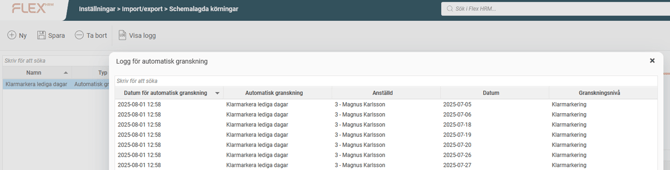 FLEX HRM
Inställningar > Import/export > Schemalagda körningar
Sök i Flex HRM...
Ny
Spara
Ta bort
Visa logg
Skriv för att söka
Namn
Typ
Klarmarkera lediga dagar
Automatisk gr
Logg för automatisk granskning
Skriv för att söka
Datum för automatisk granskning Automatisk granskning Anställd Datum Granskningsnivå
2025-08-01 12:58 Klarmarkera lediga dagar 3 - Magnus Karlsson 2025-07-05 Klarmarkering
2025-08-01 12:58 Klarmarkera lediga dagar 3 - Magnus Karlsson 2025-07-06 Klarmarkering
2025-08-01 12:58 Klarmarkera lediga dagar 3 - Magnus Karlsson 2025-07-18 Klarmarkering
2025-08-01 12:58 Klarmarkera lediga dagar 3 - Magnus Karlsson 2025-07-19 Klarmarkering
2025-08-01 12:58 Klarmarkera lediga dagar 3 - Magnus Karlsson 2025-07-20 Klarmarkering
2025-08-01 12:58 Klarmarkera lediga dagar 3 - Magnus Karlsson 2025-07-26 Klarmarkering
2025-08-01 12:58 Klarmarkera lediga dagar 3 - Magnus Karlsson 2025-07-27 Klarmarkering